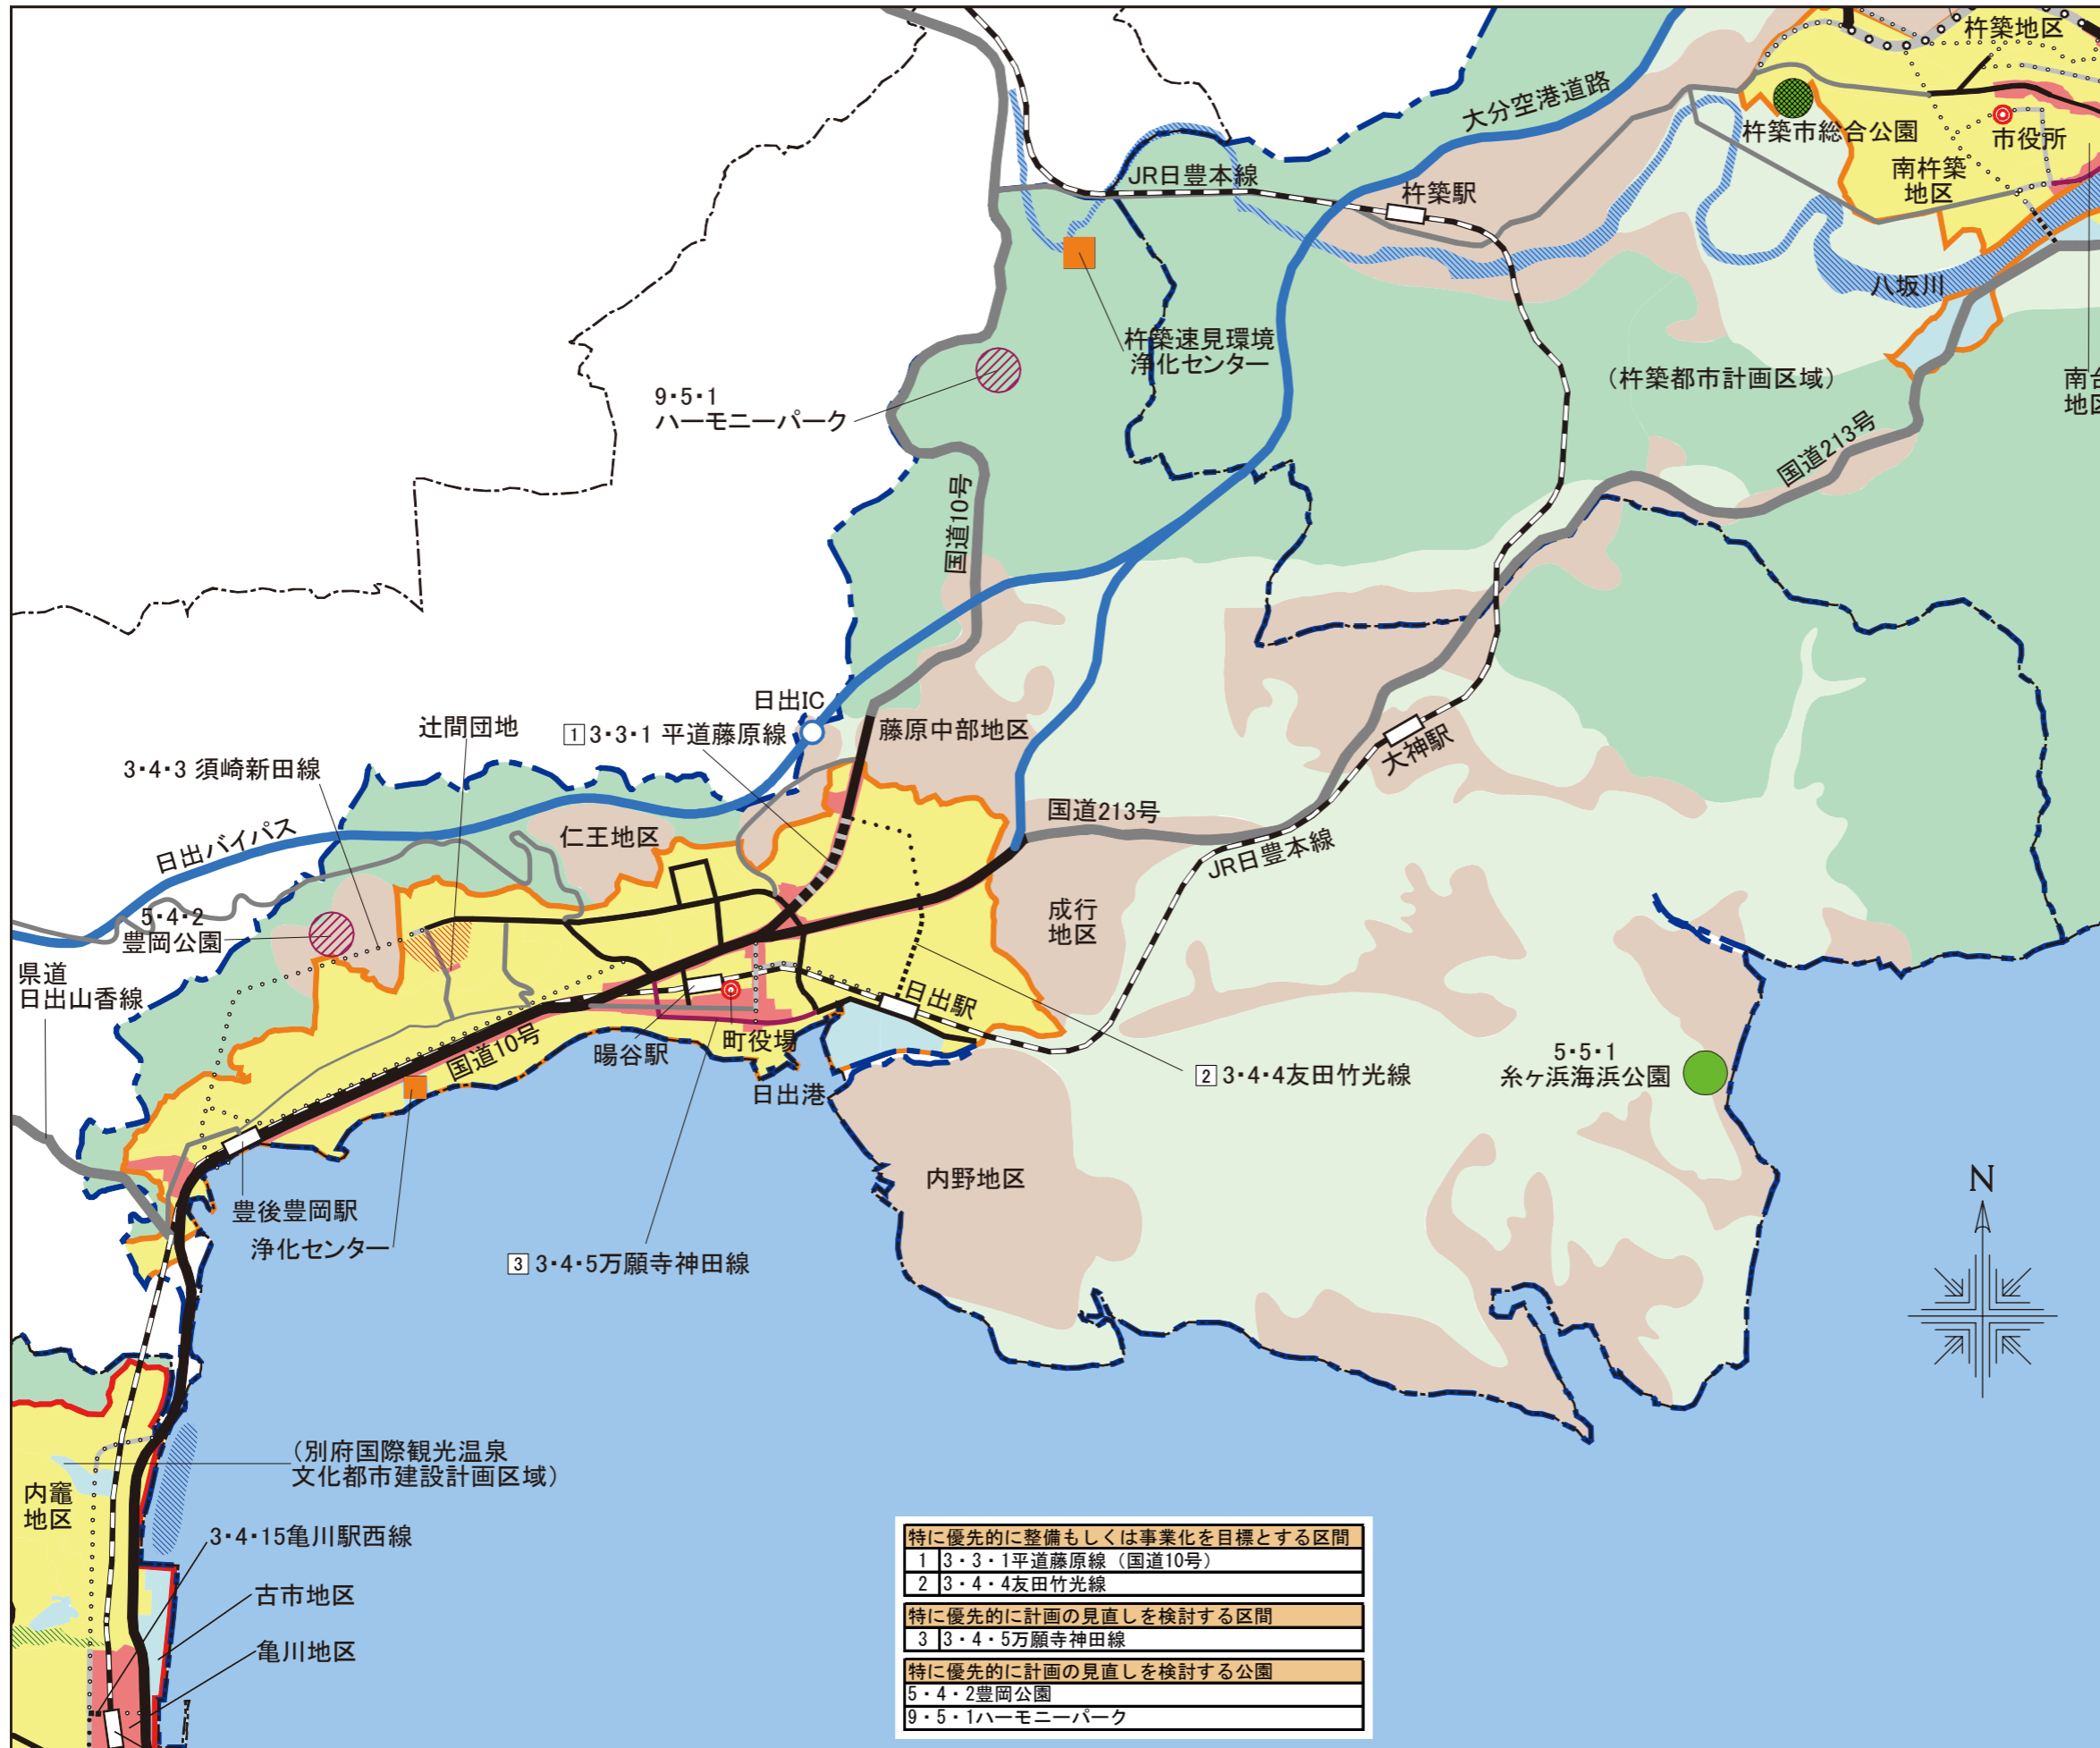 杵築地区
杵築市総合公園
市役所
南杵築
地区
大分空港道路
JR日豊本線
杵築駅
八坂川
杵築速見環境
浄化センター
(杵築都市計画区域)
9・5・1
ハーモニーパーク
国道10号
国道213号
日出IC
辻間団地
1 3・3・1 平道藤原線
藤原中部地区
3・4・3 須崎新田線
大神駅
国道213号
日出バイパス
仁王地区
JR日豊本線
5・4・2
豊岡公園
成行
地区
県道
日出山香線
日出駅
国道10号
暘谷駅
町役場
日出港
2 3・4・4友田竹光線
5・5・1
糸ヶ浜海浜公園
内野地区
N
豊後豊岡駅
浄化センター
3 3・4・5万願寺神田線
(別府国際観光温泉
文化都市建設計画区域)
内竈
地区
3・4・15亀川駅西線
古市地区
亀川地区
特に優先的に整備もしくは事業化を目標とする区間
1 3・3・1平道藤原線(国道10号)
2 3・4・4友田竹光線
特に優先的に計画の見直しを検討する区間
3 3・4・5万願寺神田線
特に優先的に計画の見直しを検討する公園
5・4・2豊岡公園
9・5・1ハーモニーパーク